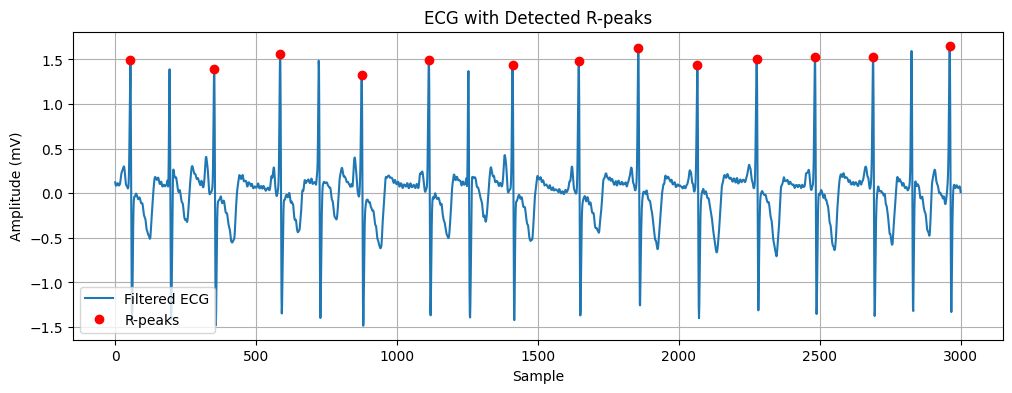 ECG with Detected R-peaks
1.5
1.0
0.5
0.0
−0.5
−1.0
−1.5
Amplitude (mV)
Filtered ECG
R-peaks
0 500 1000 1500 2000 2500 3000
Sample